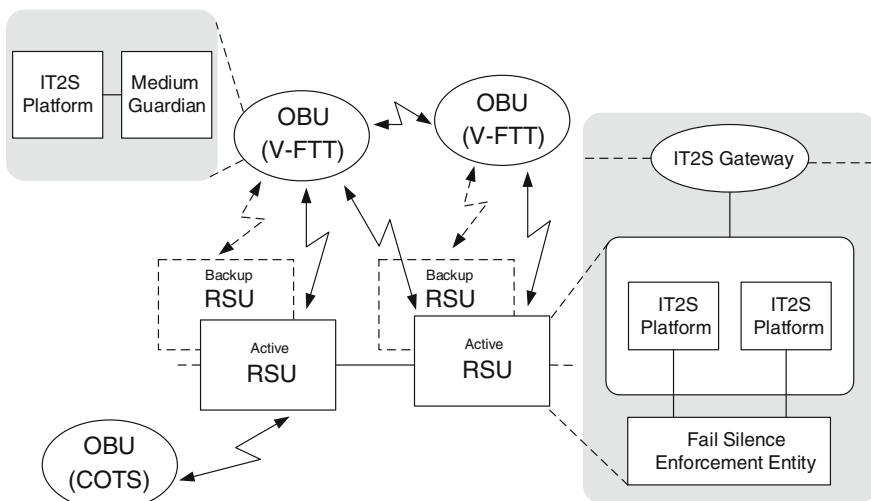 IT2S
Platform
Medium
Guardian
OBU
(V-FTT)
OBU
(V-FTT)
IT2S Gateway
Backup
RSU
Backup
RSU
IT2S
Platform
IT2S
Platform
Active
RSU
Active
RSU
Fail Silence
Enforcement Entity
OBU
(COTS)